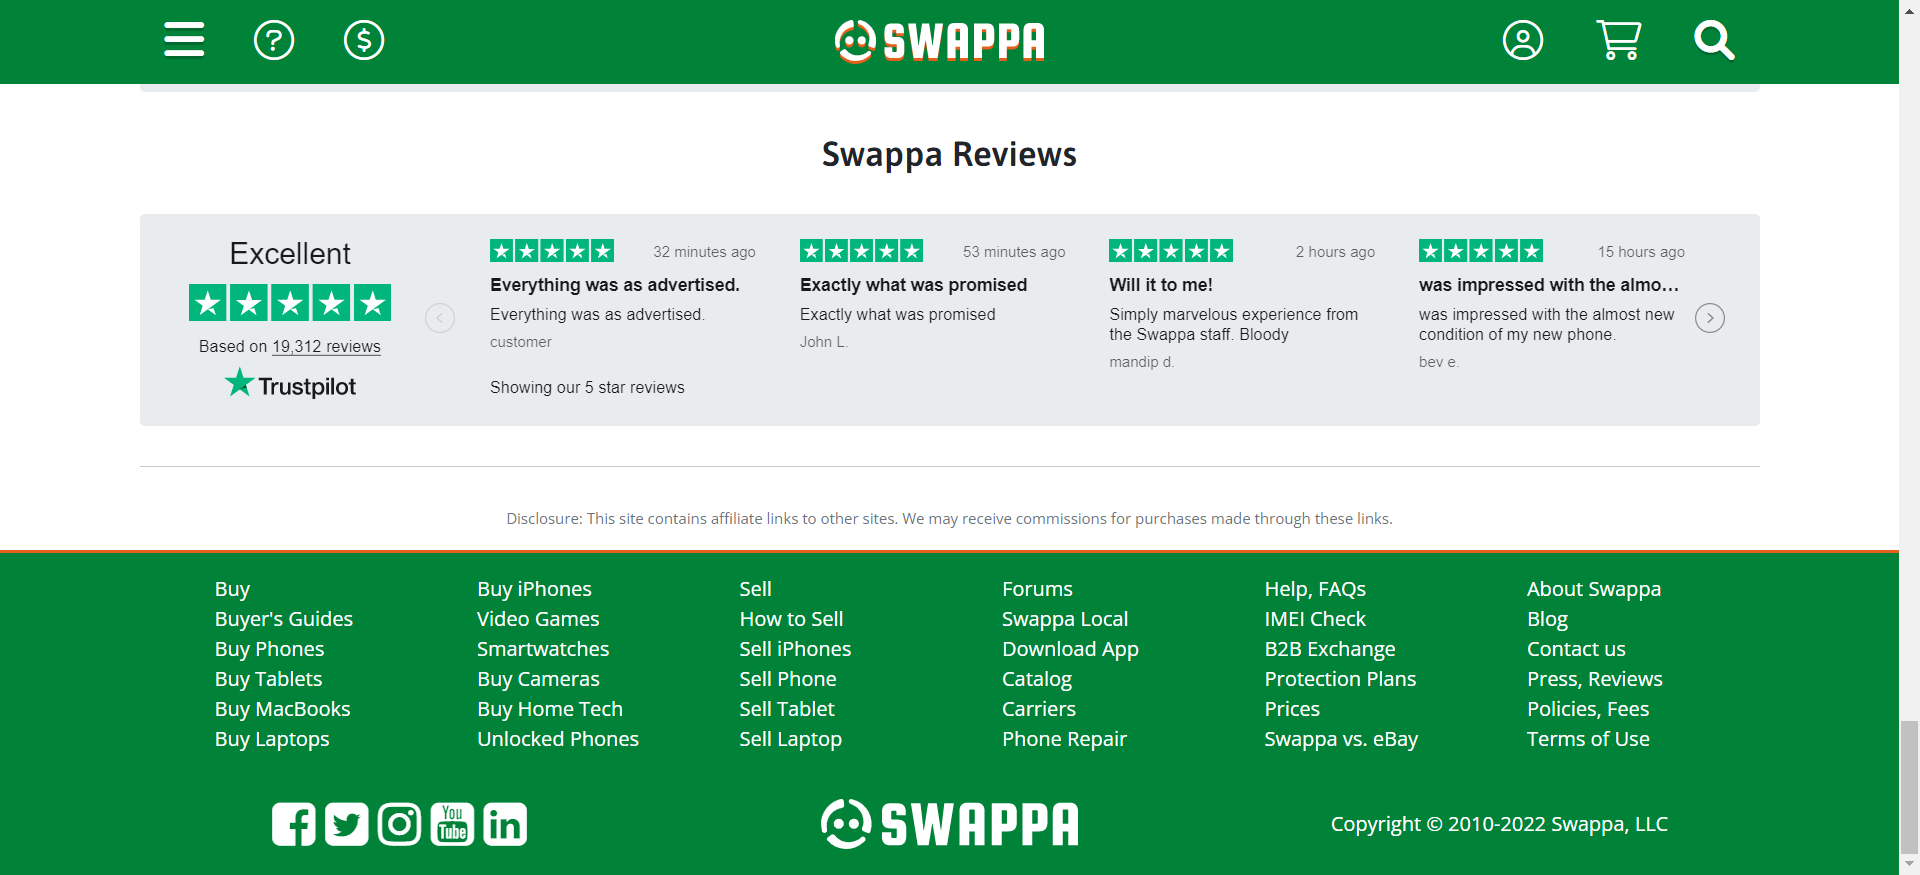 SWAPPA
Swappa Reviews
Excellent
Based on 19,312 reviews
Trustpilot
32 minutes ago
Everything was as advertised.
Everything was as advertised.
customer
Showing our 5 star reviews
53 minutes ago
Exactly what was promised
Exactly what was promised
John L.
2 hours ago
Will it to me!
Simply marvelous experience from
the Swappa staff. Bloody
mandip d.
15 hours ago
was impressed with the almo...
was impressed with the almost new
condition of my new phone.
bev e.
Disclosure: This site contains affiliate links to other sites. We may receive commissions for purchases made through these links.
Buy
Buyer's Guides
Buy Phones
Buy Tablets
Buy MacBooks
Buy Laptops
Buy iPhones
Video Games
Smartwatches
Buy Cameras
Buy Home Tech
Unlocked Phones
Sell
How to Sell
Sell iPhones
Sell Phone
Sell Tablet
Sell Laptop
Forums
Swappa Local
Download App
Catalog
Carriers
Phone Repair
Help, FAQs
IMEI Check
B2B Exchange
Protection Plans
Prices
Swappa vs. eBay
About Swappa
Blog
Contact us
Press, Reviews
Policies, Fees
Terms of Use
You
Tube
in
SWAPPA
Copyright © 2010-2022 Swappa, LLC